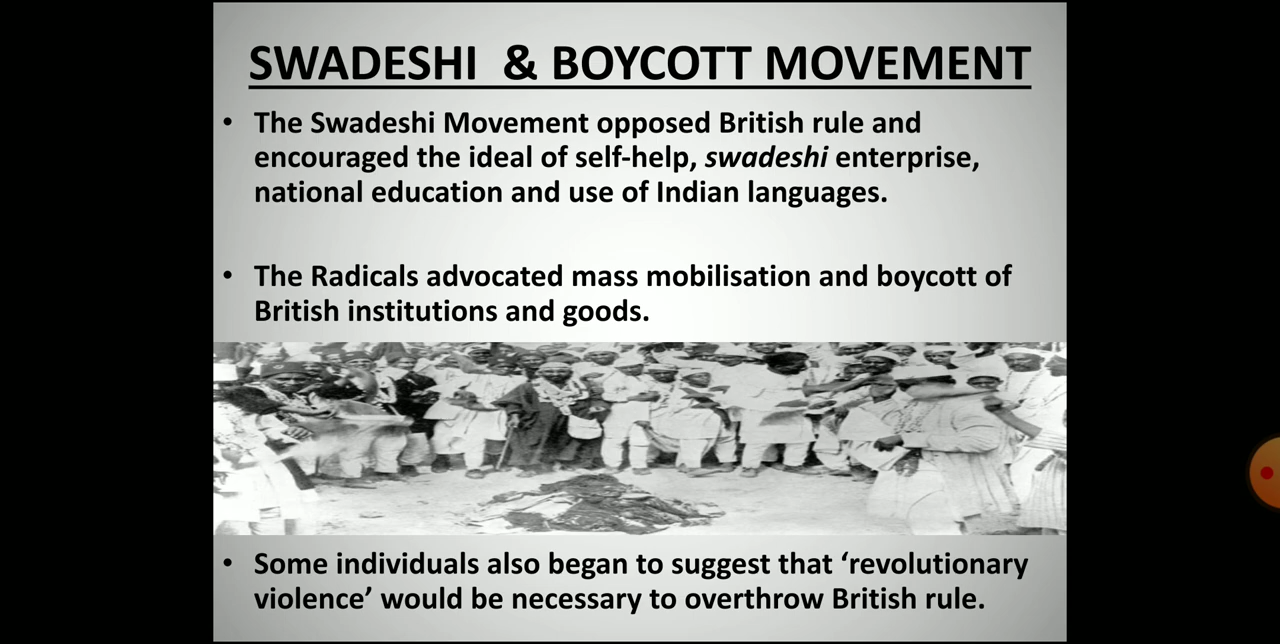 SWADESHI & BOYCOTT MOVEMENT
• The Swadeshi Movement opposed British rule and
encouraged the ideal of self-help, swadeshi enterprise,
national education and use of Indian languages.
• The Radicals advocated mass mobilisation and boycott of
British institutions and goods.
• Some individuals also began to suggest that ‘revolutionary
violence’ would be necessary to overthrow British rule.